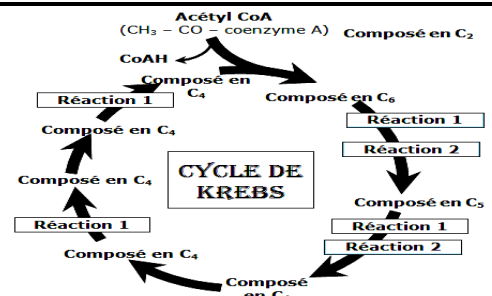 Acétyl CoA
(CH₃ – CO – coenzyme A)
Composé en C₂
CoAH
Composé en
C₄
Composé en C₆
Réaction 1
Réaction 1
Composé en C₄
Réaction 2
CYCLE DE
KREBS
Composé en C₄
Composé en C₅
Réaction 1
Réaction 1
Réaction 2
Composé en C₄
Composé
en